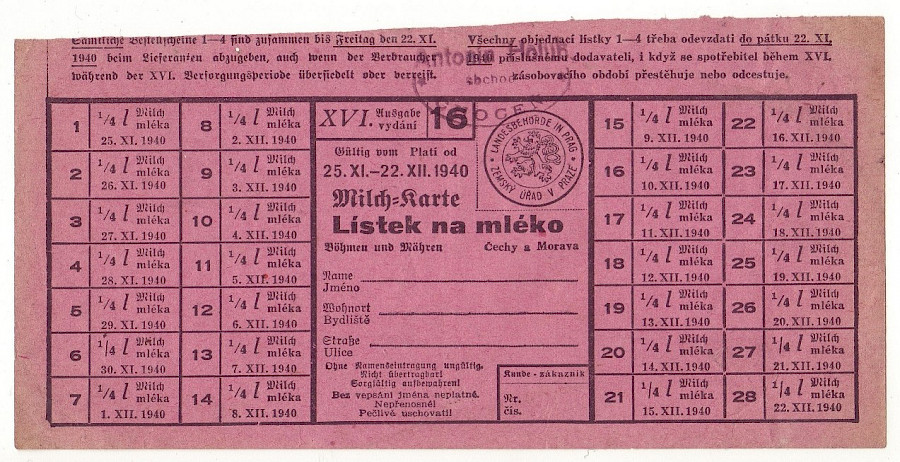 Sämtliche Bestellscheine 1—4 sind zusammen bis Freitag den 22. XI.
1940 beim Lieferanten abzugeben, auch wenn der Verbraucher
während der XVI. Versorgungsperiode übersiedelt oder verreist.
Všechny objednací lístky 1—4 třeba odevzdati do pátku 22. XI.
1940 příslušnému dodavateli, i když se spotřebitel během XVI.
zásobovacího období přestěhuje nebo odcestuje.
Antonín Holub
obchod
1 1/4 l Milch mléka 25. XI. 1940
2 1/4 l Milch mléka 26. XI. 1940
3 1/4 l Milch mléka 27. XI. 1940
4 1/4 l Milch mléka 28. XI. 1940
5 1/4 l Milch mléka 29. XI. 1940
6 1/4 l Milch mléka 30. XI. 1940
7 1/4 l Milch mléka 1. XII. 1940
8 1/4 l Milch mléka 2. XII. 1940
9 1/4 l Milch mléka 3. XII. 1940
10 1/4 l Milch mléka 4. XII. 1940
11 1/4 l Milch mléka 5. XII. 1940
12 1/4 l Milch mléka 6. XII. 1940
13 1/4 l Milch mléka 7. XII. 1940
14 1/4 l Milch mléka 8. XII. 1940
XVI. Ausgabe vydání 16
LANDESBEHÖRDE IN PRAG
ZEMSKÝ ÚŘAD V PRAZE
Gültig vom Platí od
25. XI.—22. XII. 1940
Milch-Karte
Lístek na mléko
Böhmen und Mähren Čechy a Morava
Name
Jméno
Wohnort
Bydliště
Straße
Ulice
Ohne Namenseintragung ungültig.
Nicht übertragbar!
Sorgfältig aufbewahren!
Bez vepsání jména neplatné.
Nepřenosné!
Pečlivě uschovati!
Kunde - zákazník
Nr.
čís.
15 1/4 l Milch mléka 9. XII. 1940
16 1/4 l Milch mléka 10. XII. 1940
17 1/4 l Milch mléka 11. XII. 1940
18 1/4 l Milch mléka 12. XII. 1940
19 1/4 l Milch mléka 13. XII. 1940
20 1/4 l Milch mléka 14. XII. 1940
21 1/4 l Milch mléka 15. XII. 1940
22 1/4 l Milch mléka 16. XII. 1940
23 1/4 l Milch mléka 17. XII. 1940
24 1/4 l Milch mléka 18. XII. 1940
25 1/4 l Milch mléka 19. XII. 1940
26 1/4 l Milch mléka 20. XII. 1940
27 1/4 l Milch mléka 21. XII. 1940
28 1/4 l Milch mléka 22. XII. 1940